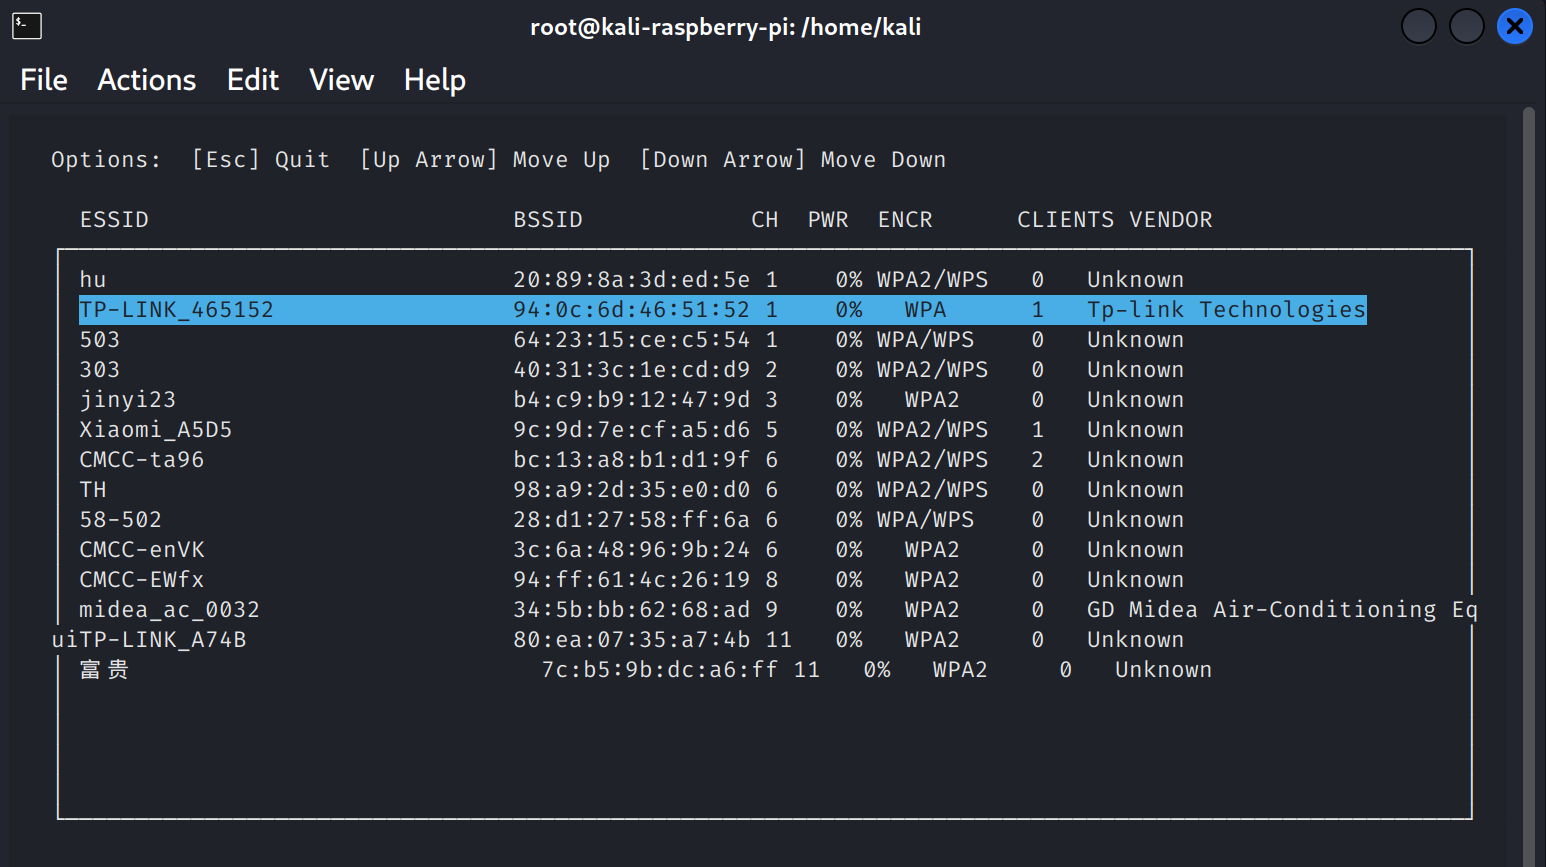 root@kali-raspberry-pi: /home/kali
File Actions Edit View Help
Options: [Esc] Quit [Up Arrow] Move Up [Down Arrow] Move Down
ESSID BSSID CH PWR ENCR CLIENTS VENDOR
hu 20:89:8a:3d:ed:5e 1 0% WPA2/WPS 0 Unknown
TP-LINK_465152 94:0c:6d:46:51:52 1 0% WPA 1 Tp-link Technologies
503 64:23:15:ce:c5:54 1 0% WPA/WPS 0 Unknown
303 40:31:3c:1e:cd:d9 2 0% WPA2/WPS 0 Unknown
jinyi23 b4:c9:b9:12:47:9d 3 0% WPA2 0 Unknown
Xiaomi_A5D5 9c:9d:7e:cf:a5:d6 5 0% WPA2/WPS 1 Unknown
CMCC-ta96 bc:13:a8:b1:d1:9f 6 0% WPA2/WPS 2 Unknown
TH 98:a9:2d:35:e0:d0 6 0% WPA2/WPS 0 Unknown
58-502 28:d1:27:58:ff:6a 6 0% WPA/WPS 0 Unknown
CMCC-enVK 3c:6a:48:96:9b:24 6 0% WPA2 0 Unknown
CMCC-EWfx 94:ff:61:4c:26:19 8 0% WPA2 0 Unknown
midea_ac_0032 34:5b:bb:62:68:ad 9 0% WPA2 0 GD Midea Air-Conditioning Eq
uiTP-LINK_A74B 80:ea:07:35:a7:4b 11 0% WPA2 0 Unknown
富贵 7c:b5:9b:dc:a6:ff 11 0% WPA2 0 Unknown